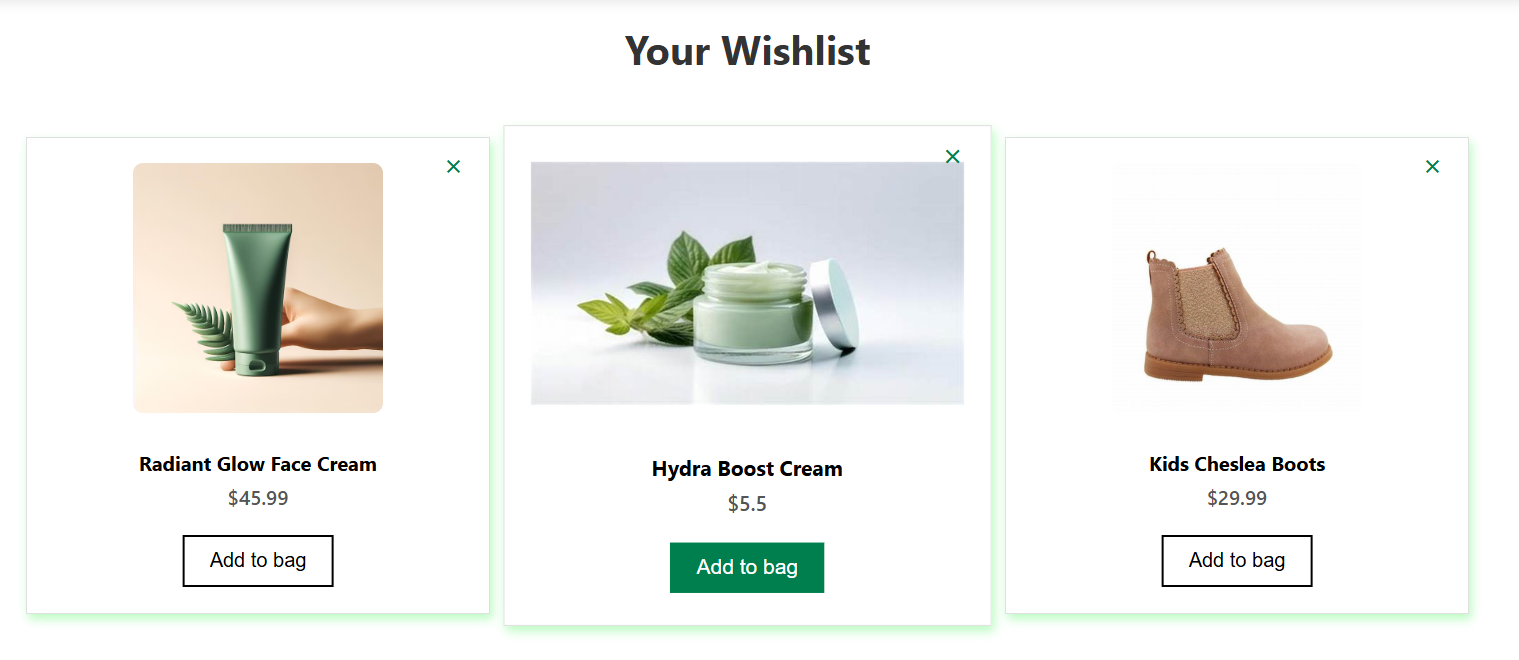 Your Wishlist
×
Radiant Glow Face Cream
$45.99
Add to bag
×
Hydra Boost Cream
$5.5
Add to bag
×
Kids Cheslea Boots
$29.99
Add to bag